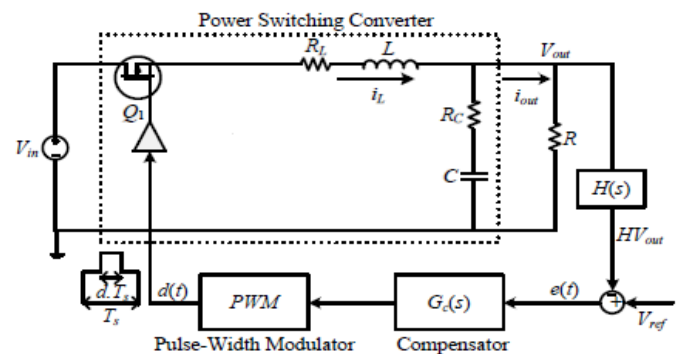 Power Switching Converter
R_L
L
V_out
Q_1
i_L
i_out
R_C
R
V_in
C
H(s)
HV_out
d.T_s
T_s
d(t)
PWM
G_c(s)
e(t)
V_ref
Pulse-Width Modulator
Compensator